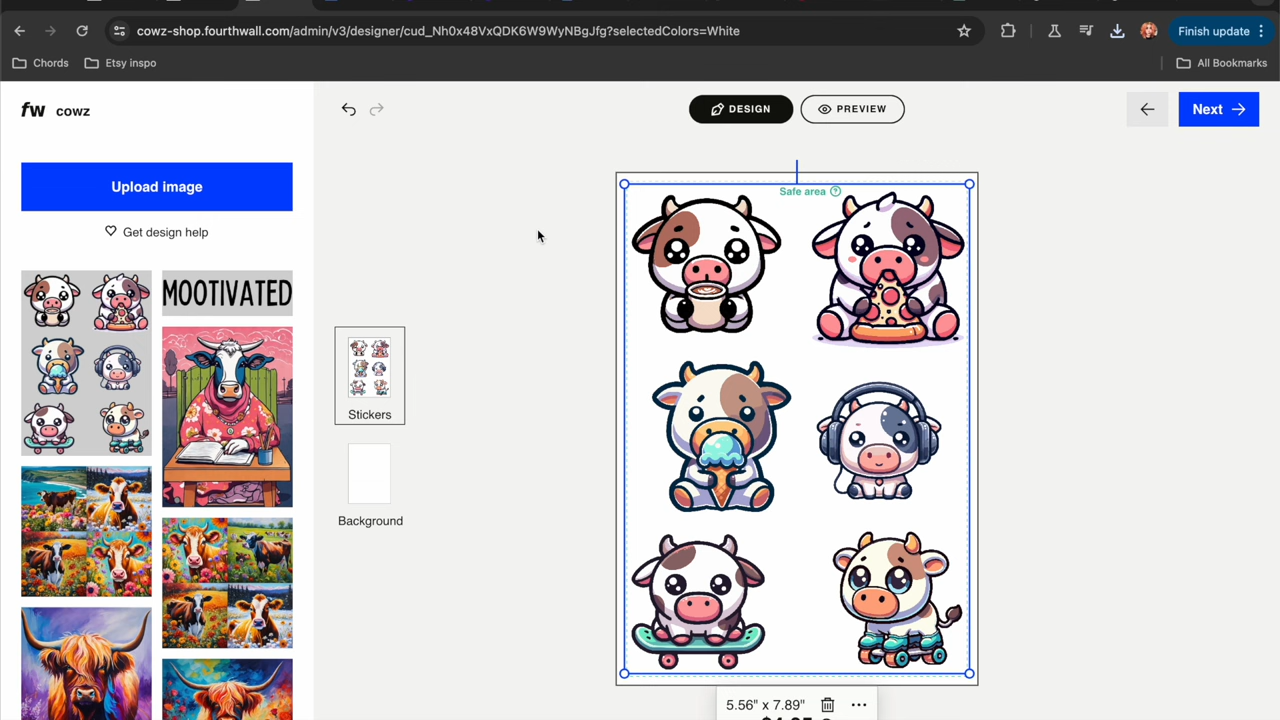 cowz-shop.fourthwall.com/admin/v3/designer/cud_Nh0x48VxQDK6W9WyNBgJfg?selectedColors=White
Finish update
Chords
Etsy inspo
All Bookmarks
fw cowz
DESIGN
PREVIEW
Next
Upload image
Get design help
MOOTIVATED
Safe area
Stickers
Background
5.56" x 7.89"